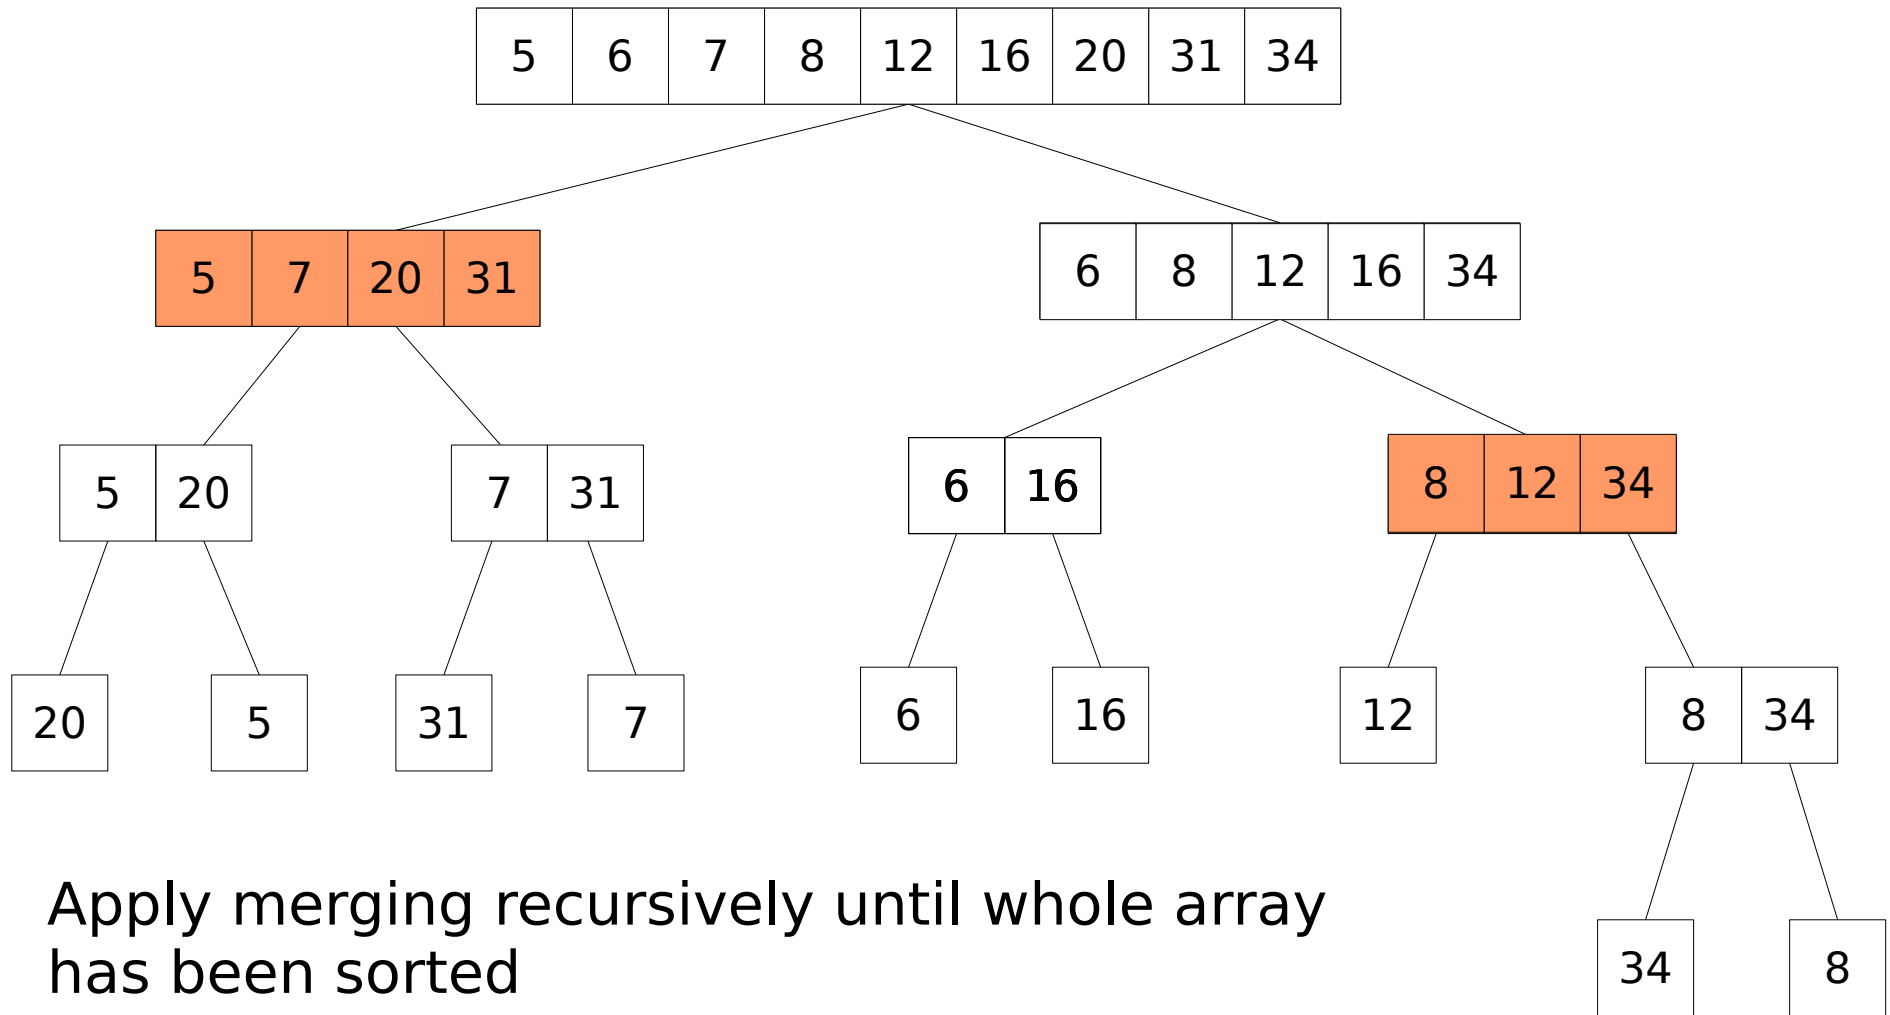 5 6 7 8 12 16 20 31 34
5 7 20 31
6 8 12 16 34
5 20
7 31
6 16
8 12 34
20
5
31
7
6
16
12
8 34
34
8
Apply merging recursively until whole array
has been sorted